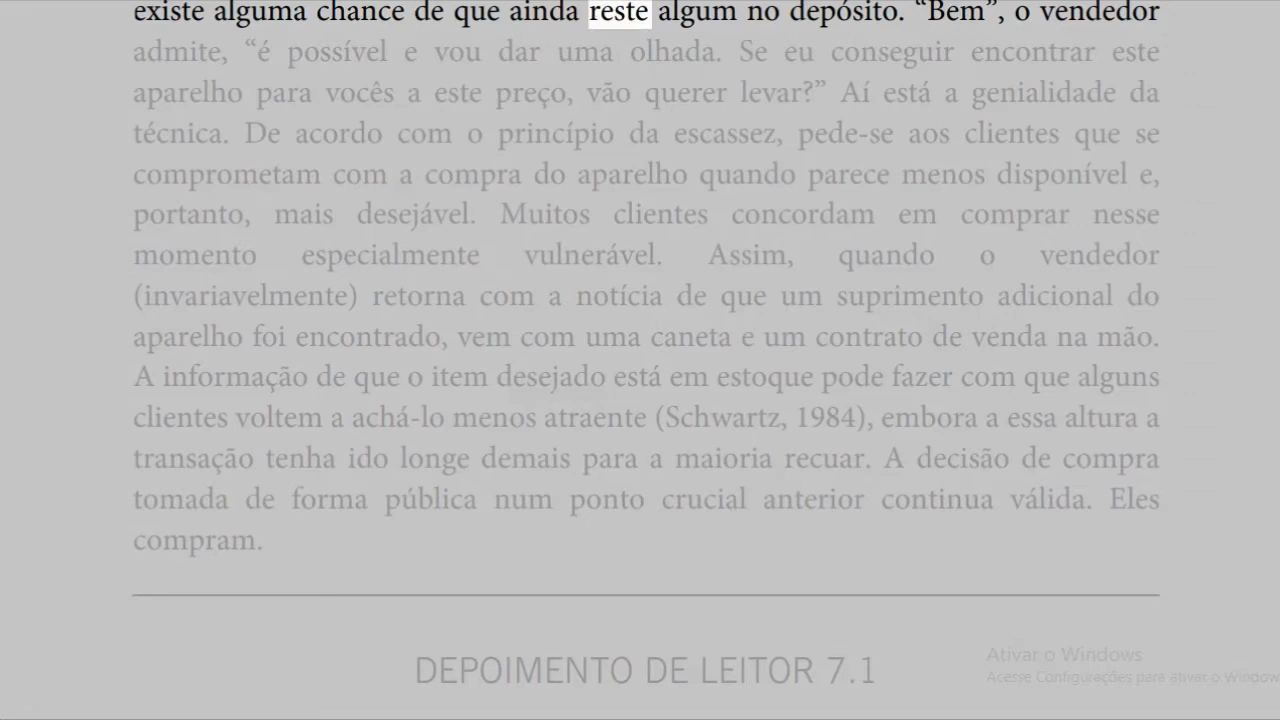 existe alguma chance de que ainda reste algum no depósito. “Bem”, o vendedor
admite, “é possível e vou dar uma olhada. Se eu conseguir encontrar este
aparelho para vocês a este preço, vão querer levar?” Aí está a genialidade da
técnica. De acordo com o princípio da escassez, pede-se aos clientes que se
comprometam com a compra do aparelho quando parece menos disponível e,
portanto, mais desejável. Muitos clientes concordam em comprar nesse
momento especialmente vulnerável. Assim, quando o vendedor
(invariavelmente) retorna com a notícia de que um suprimento adicional do
aparelho foi encontrado, vem com uma caneta e um contrato de venda na mão.
A informação de que o item desejado está em estoque pode fazer com que alguns
clientes voltem a achá-lo menos atraente (Schwartz, 1984), embora a essa altura a
transação tenha ido longe demais para a maioria recuar. A decisão de compra
tomada de forma pública num ponto crucial anterior continua válida. Eles
compram.
DEPOIMENTO DE LEITOR 7.1
Ativar o Windows
Acesse Configurações para ativar o Window